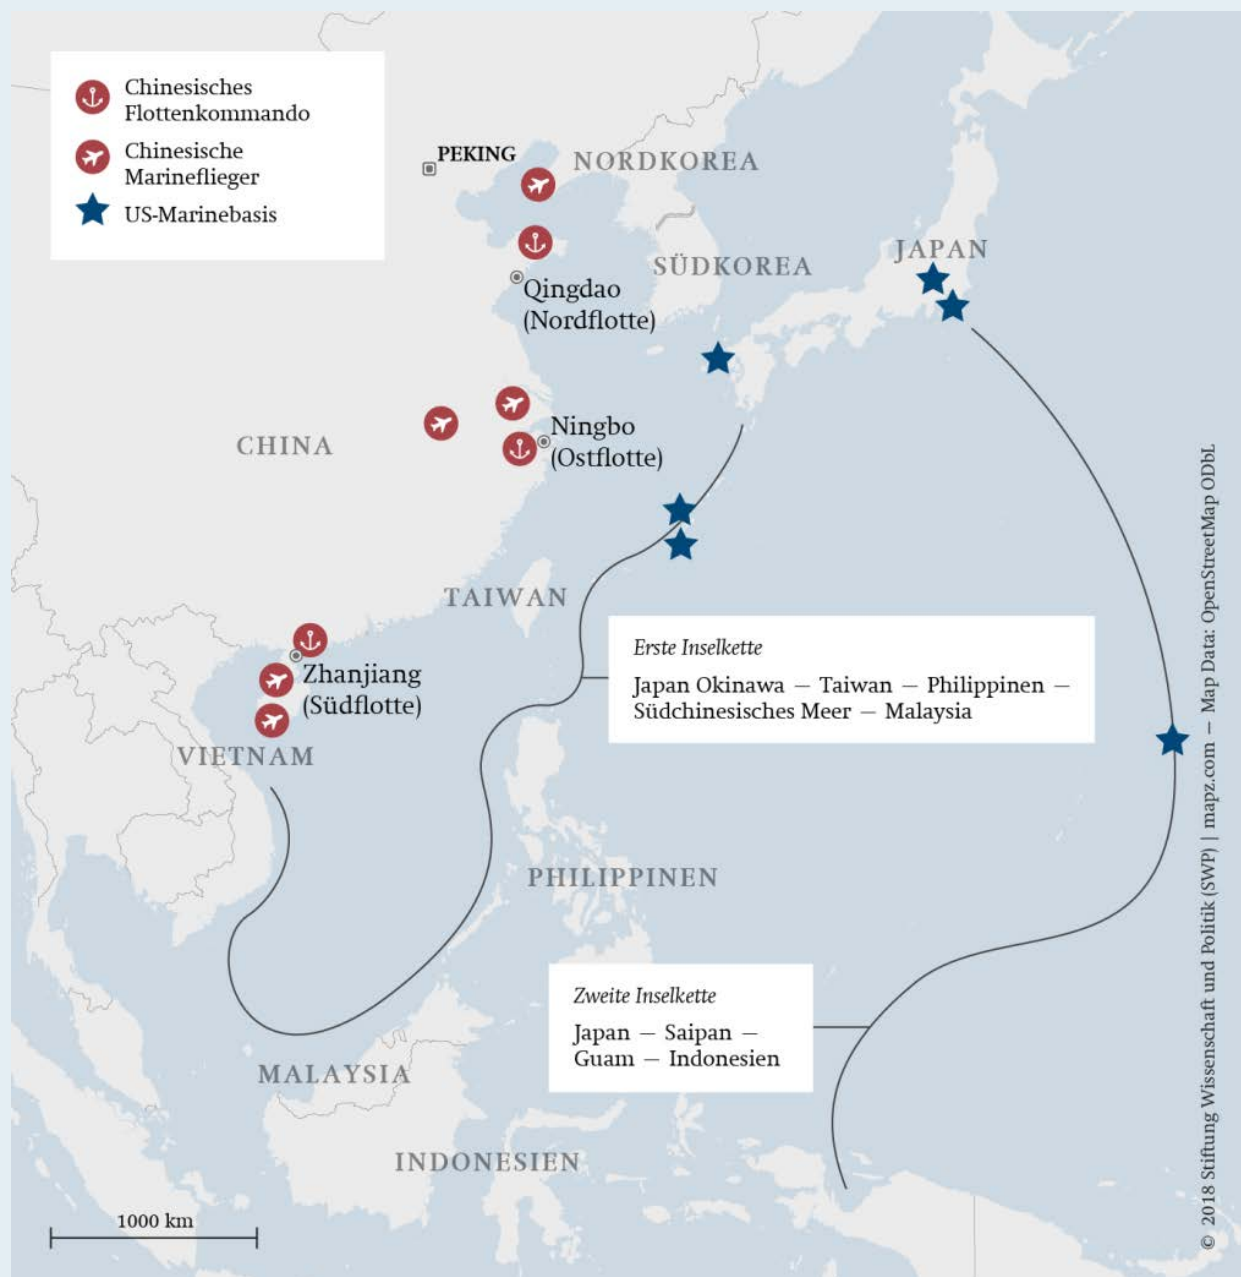 Chinesisches
Flottenkommando
Chinesische
Marineflieger
US-Marinebasis
PEKING
NORDKOREA
SÜDKOREA
JAPAN
Qingdao
(Nordflotte)
CHINA
Ningbo
(Ostflotte)
TAIWAN
Erste Inselkette
Japan Okinawa – Taiwan – Philippinen –
Südchinesisches Meer – Malaysia
Zhanjiang
(Südflotte)
VIETNAM
PHILIPPINEN
Zweite Inselkette
Japan – Saipan –
Guam – Indonesien
MALAYSIA
INDONESIEN
1000 km
© 2018 Stiftung Wissenschaft und Politik (SWP) | mapz.com – Map Data: OpenStreetMap ODbL